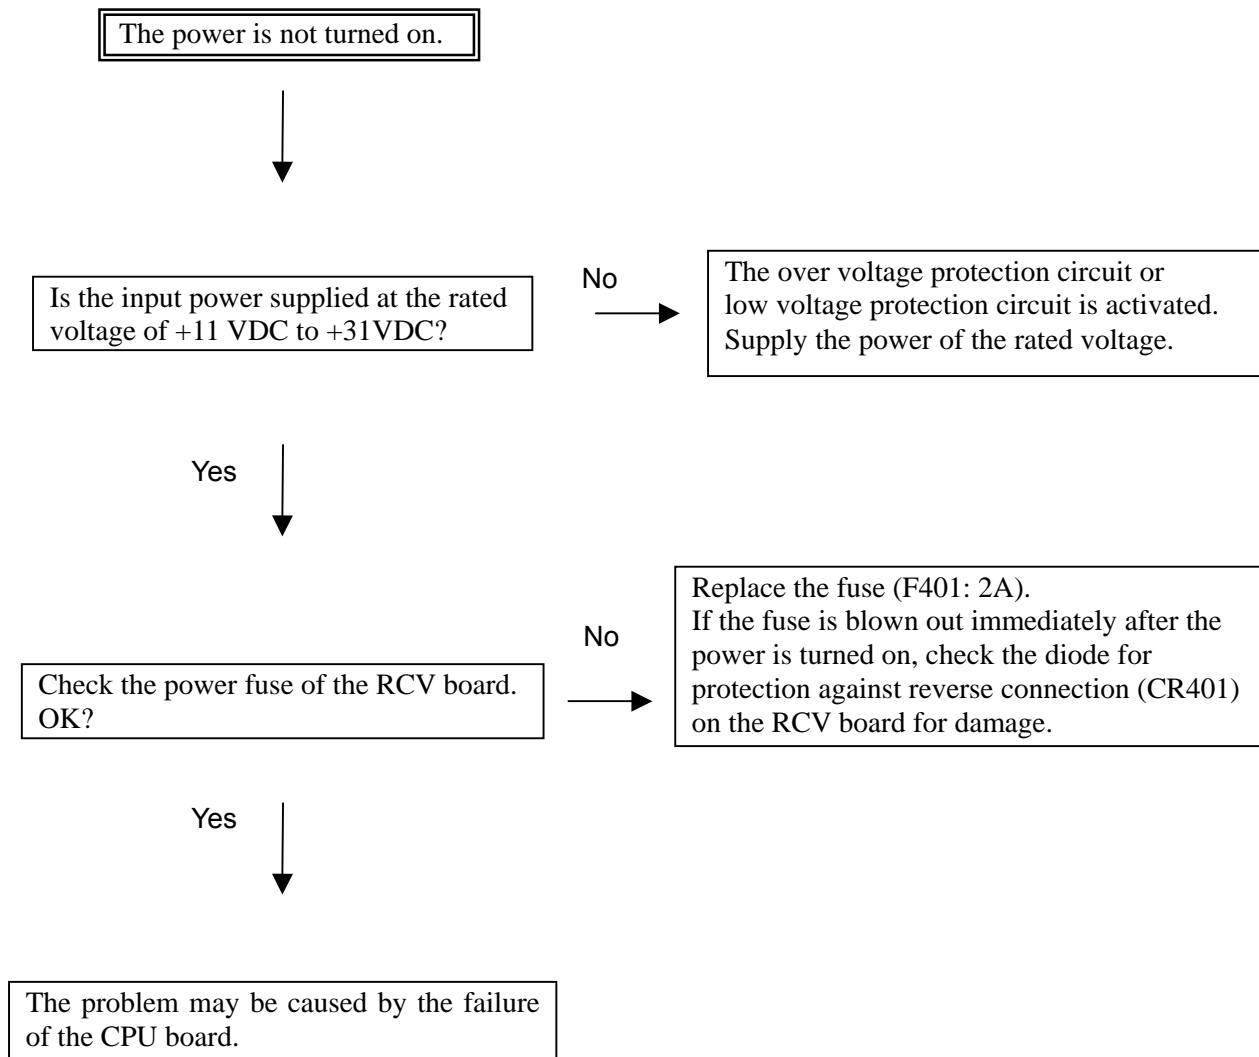 The power is not turned on.
Is the input power supplied at the rated
voltage of +11 VDC to +31VDC?
No
The over voltage protection circuit or
low voltage protection circuit is activated.
Supply the power of the rated voltage.
Yes
Check the power fuse of the RCV board.
OK?
No
Replace the fuse (F401: 2A).
If the fuse is blown out immediately after the
power is turned on, check the diode for
protection against reverse connection (CR401)
on the RCV board for damage.
Yes
The problem may be caused by the failure
of the CPU board.